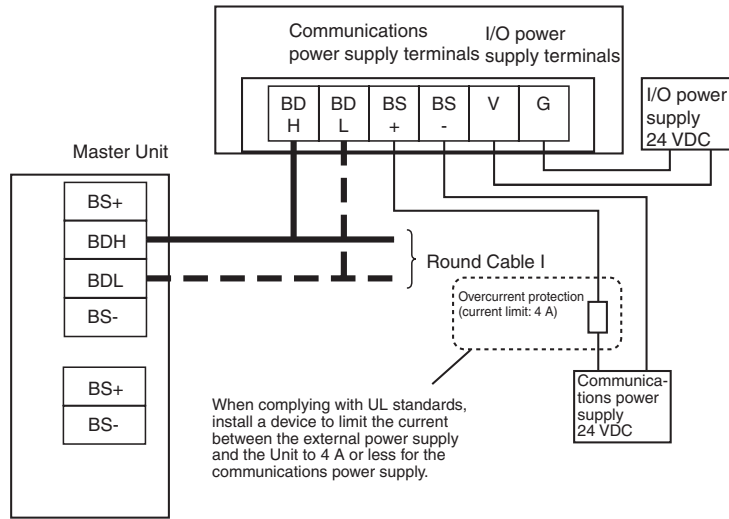 Communications
power supply terminals
I/O power
supply terminals
BD
H
BD
L
BS
+
BS
-
V
G
I/O power
supply
24 VDC
Master Unit
BS+
BDH
BDL
BS-
BS+
BS-
Round Cable I
Overcurrent protection
(current limit: 4 A)
Communica-
tions power
supply
24 VDC
When complying with UL standards,
install a device to limit the current
between the external power supply
and the Unit to 4 A or less for the
communications power supply.